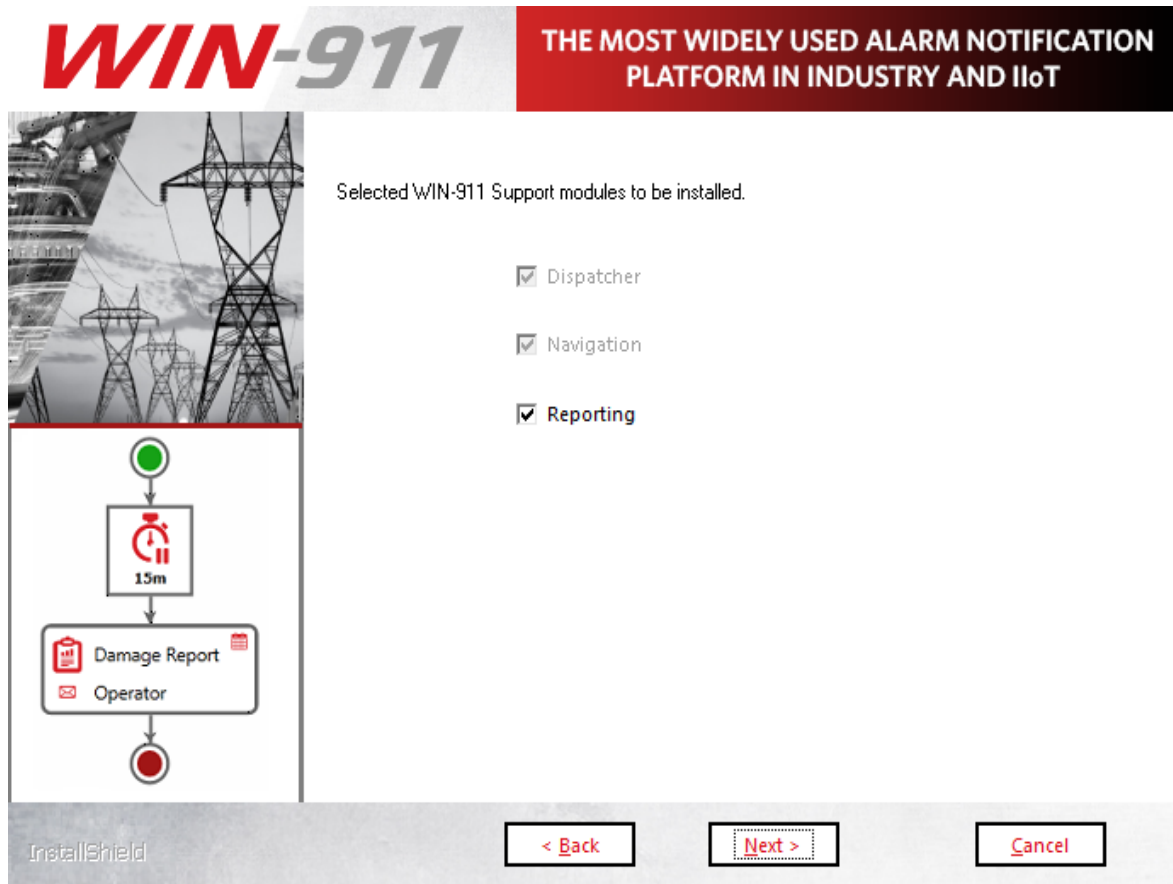 WIN-911
THE MOST WIDELY USED ALARM NOTIFICATION
PLATFORM IN INDUSTRY AND IIoT
Selected WIN-911 Support modules to be installed.
Dispatcher
Navigation
Reporting
15m
Damage Report
Operator
InstallShield
< Back
Next >
Cancel